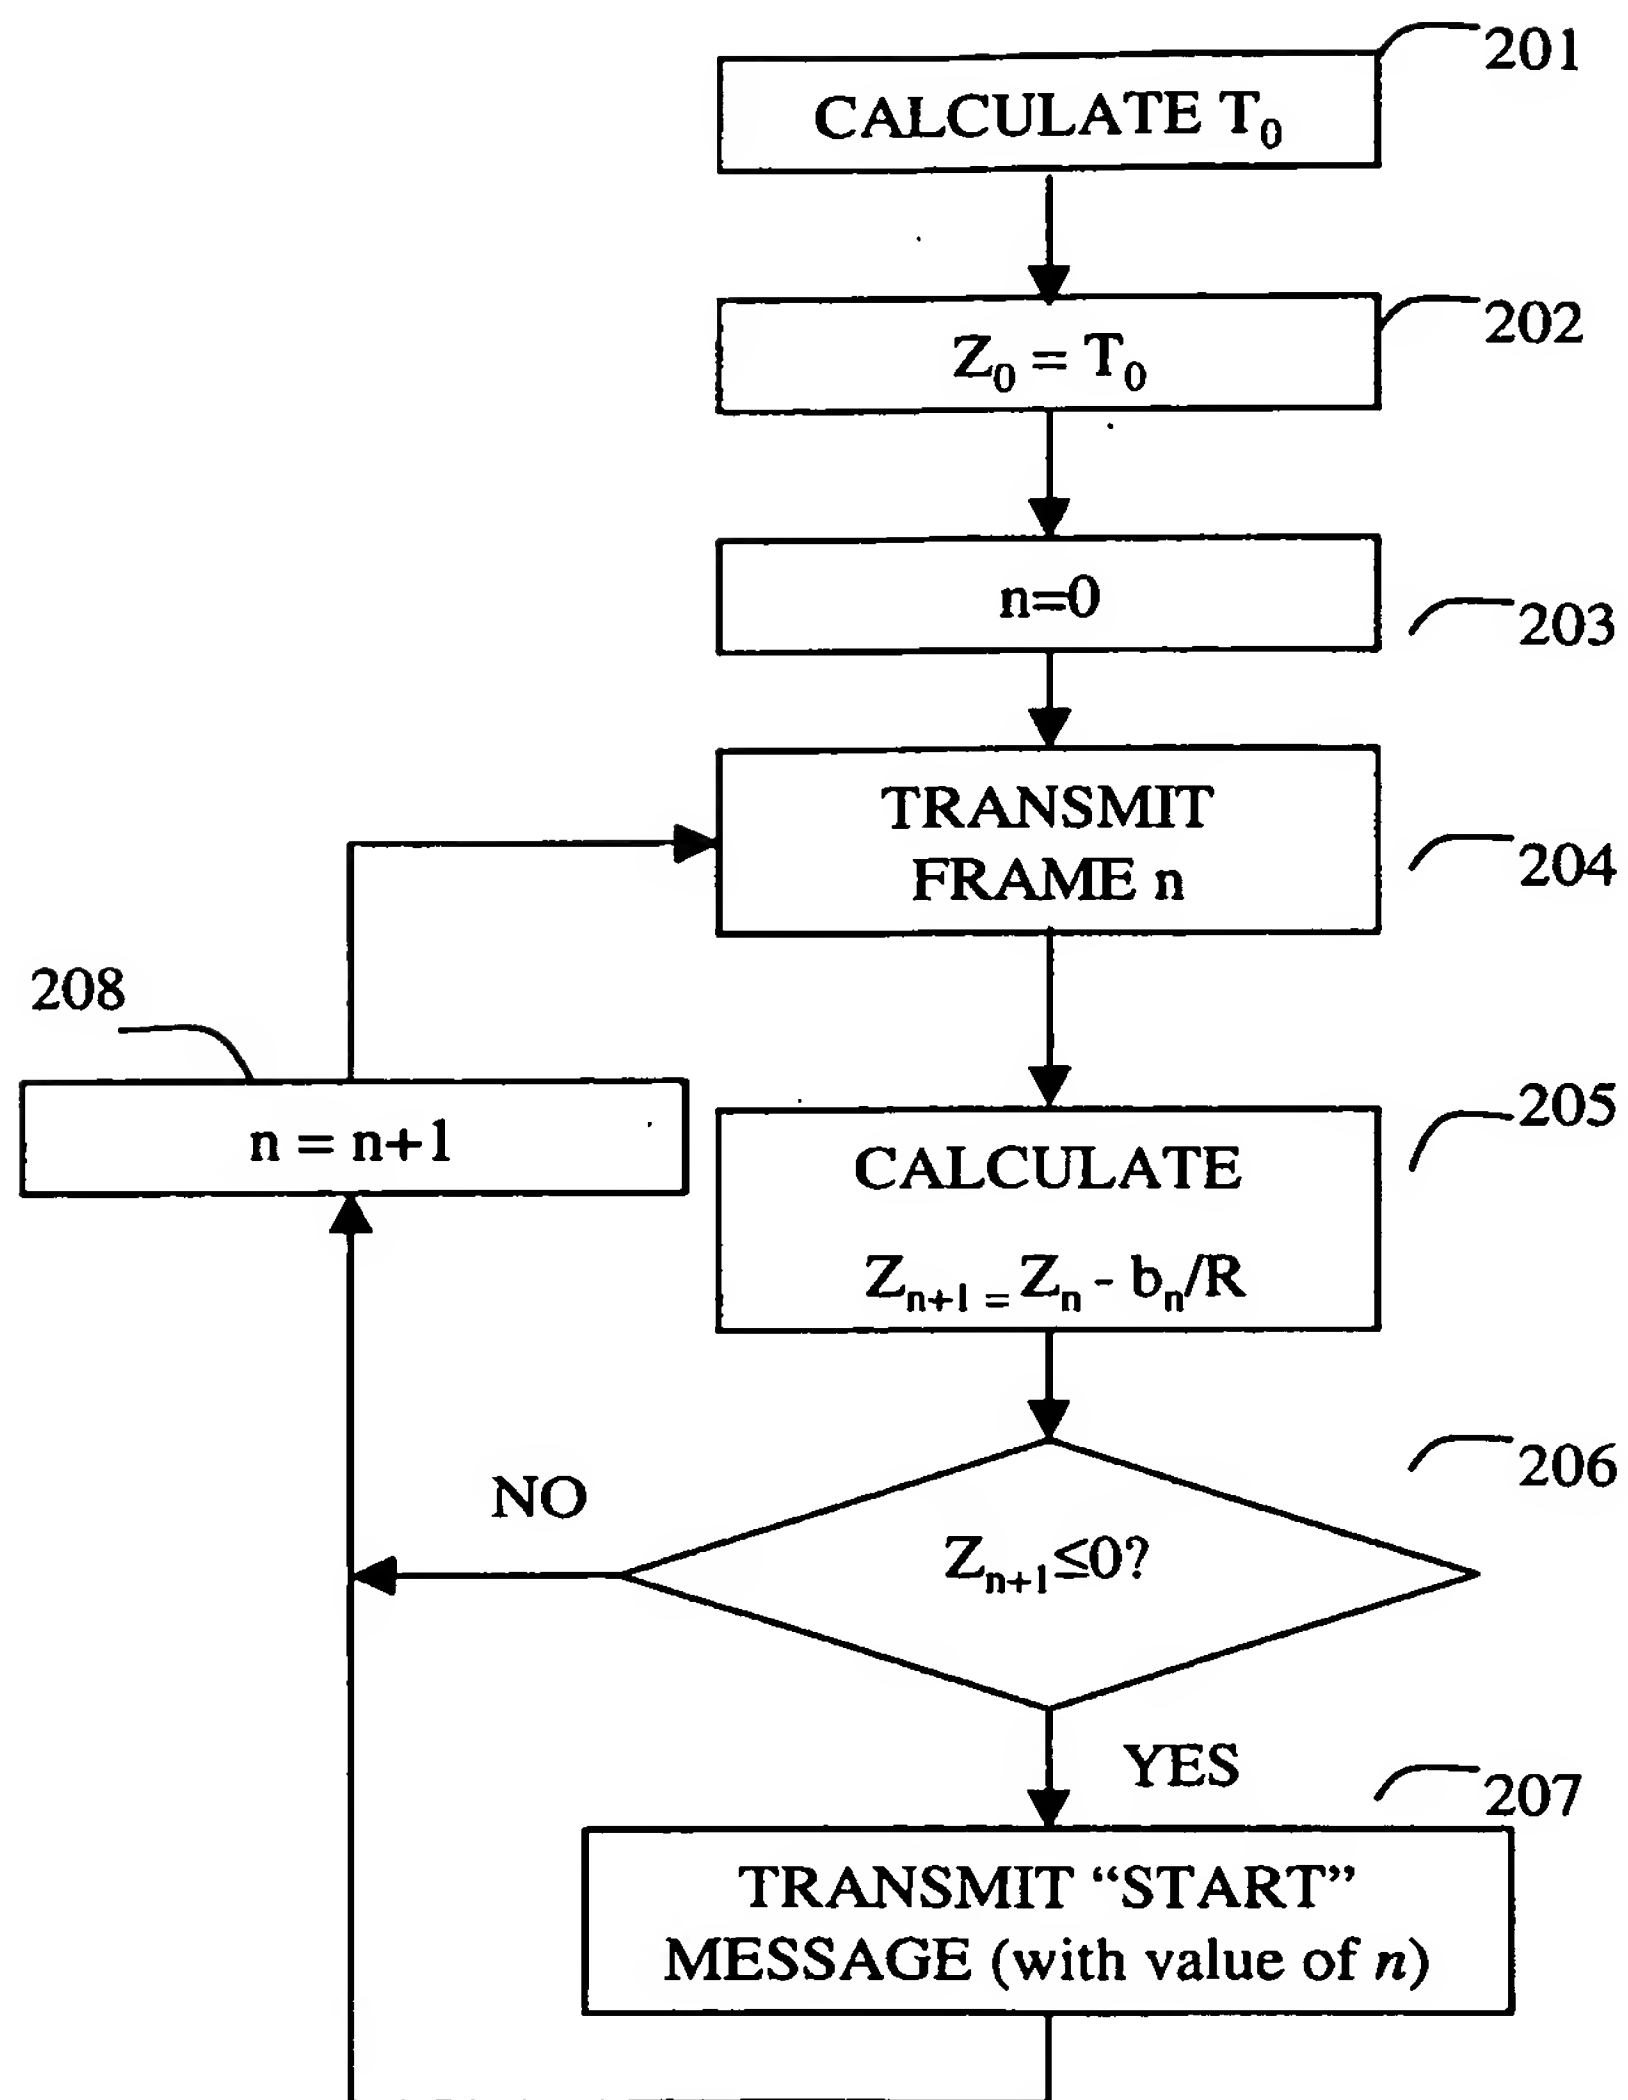 201
CALCULATE T₀
202
Z₀ = T₀
n=0
203
TRANSMIT
FRAME n
204
208
n = n+1
205
CALCULATE
Zₙ₊₁ = Zₙ - bₙ/R
206
NO
Zₙ₊₁≤0?
YES
207
TRANSMIT “START”
MESSAGE (with value of n)